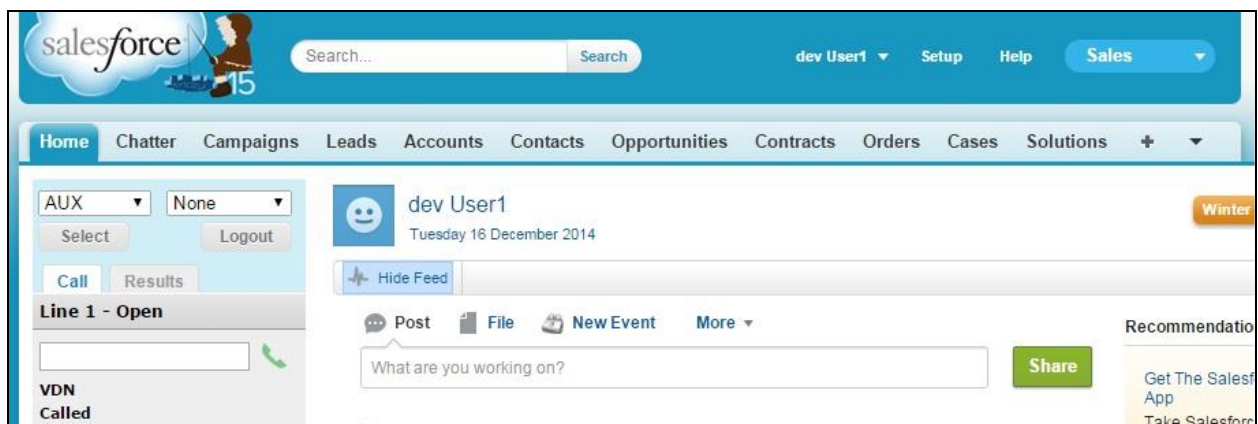 salesforce
15
Search...
Search
dev User1
Setup
Help
Sales
Home
Chatter
Campaigns
Leads
Accounts
Contacts
Opportunities
Contracts
Orders
Cases
Solutions
+
AUX
None
Select
Logout
Call
Results
Line 1 - Open
VDN
Called
dev User1
Tuesday 16 December 2014
Winter
Hide Feed
Post
File
New Event
More
What are you working on?
Share
Recommendatio
Get The Salesf
App
Take Salesforc